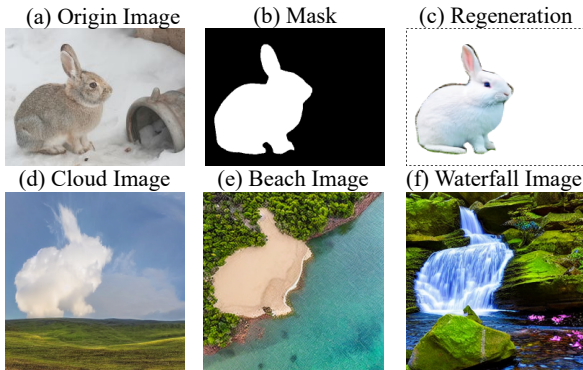 (a) Origin Image
(b) Mask
(c) Regeneration
(d) Cloud Image
(e) Beach Image
(f) Waterfall Image